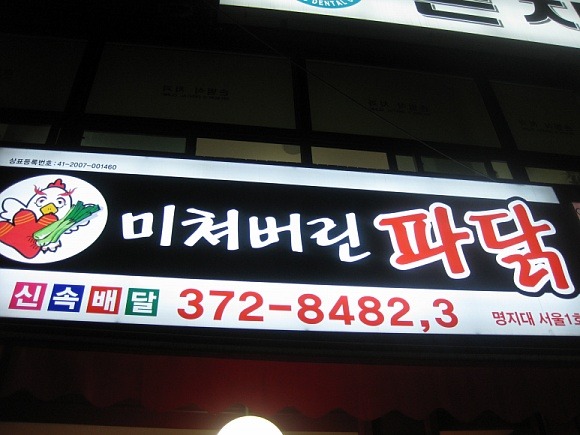 DENTAL
상표등록번호 : 41-2007-001460
미쳐버린 파닭
신속배달 372-8482,3
명지대 서울1호